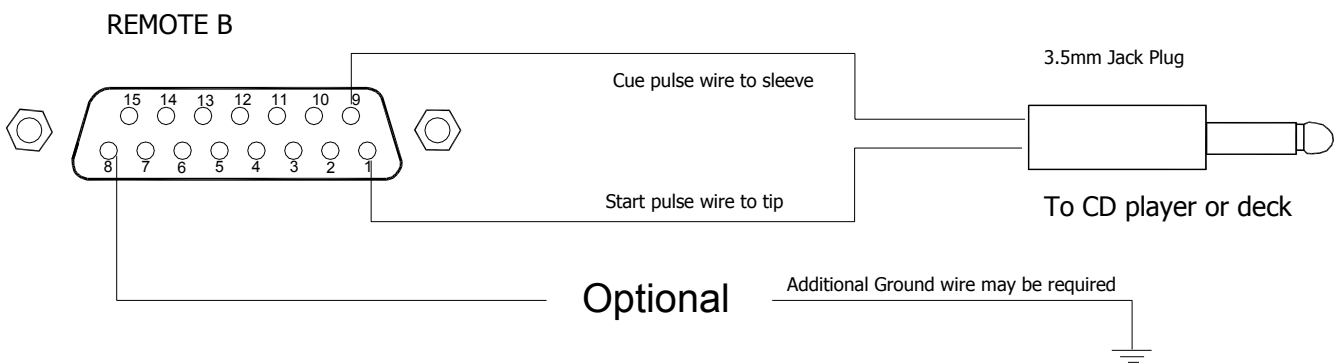 REMOTE B
3.5mm Jack Plug
Cue pulse wire to sleeve
15 14 13 12 11 10 9
8 7 6 5 4 3 2 1
Start pulse wire to tip
To CD player or deck
Optional
Additional Ground wire may be required